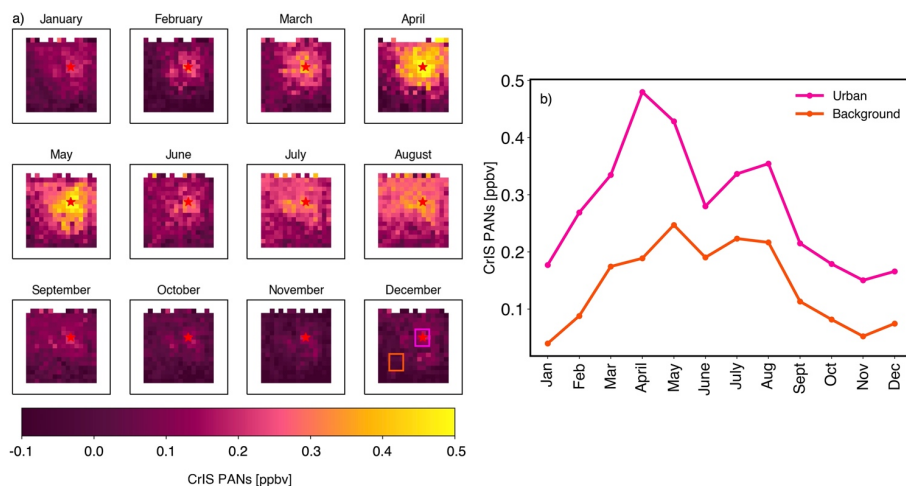 a)
January
February
March
April
May
June
July
August
September
October
November
December
-0.1
0.0
0.1
0.2
0.3
0.4
0.5
CrIS PANs [ppbv]
b)
Urban
Background
0.5
0.4
0.3
0.2
0.1
CrIS PANs [ppbv]
Jan
Feb
Mar
April
May
June
July
Aug
Sept
Oct
Nov
Dec